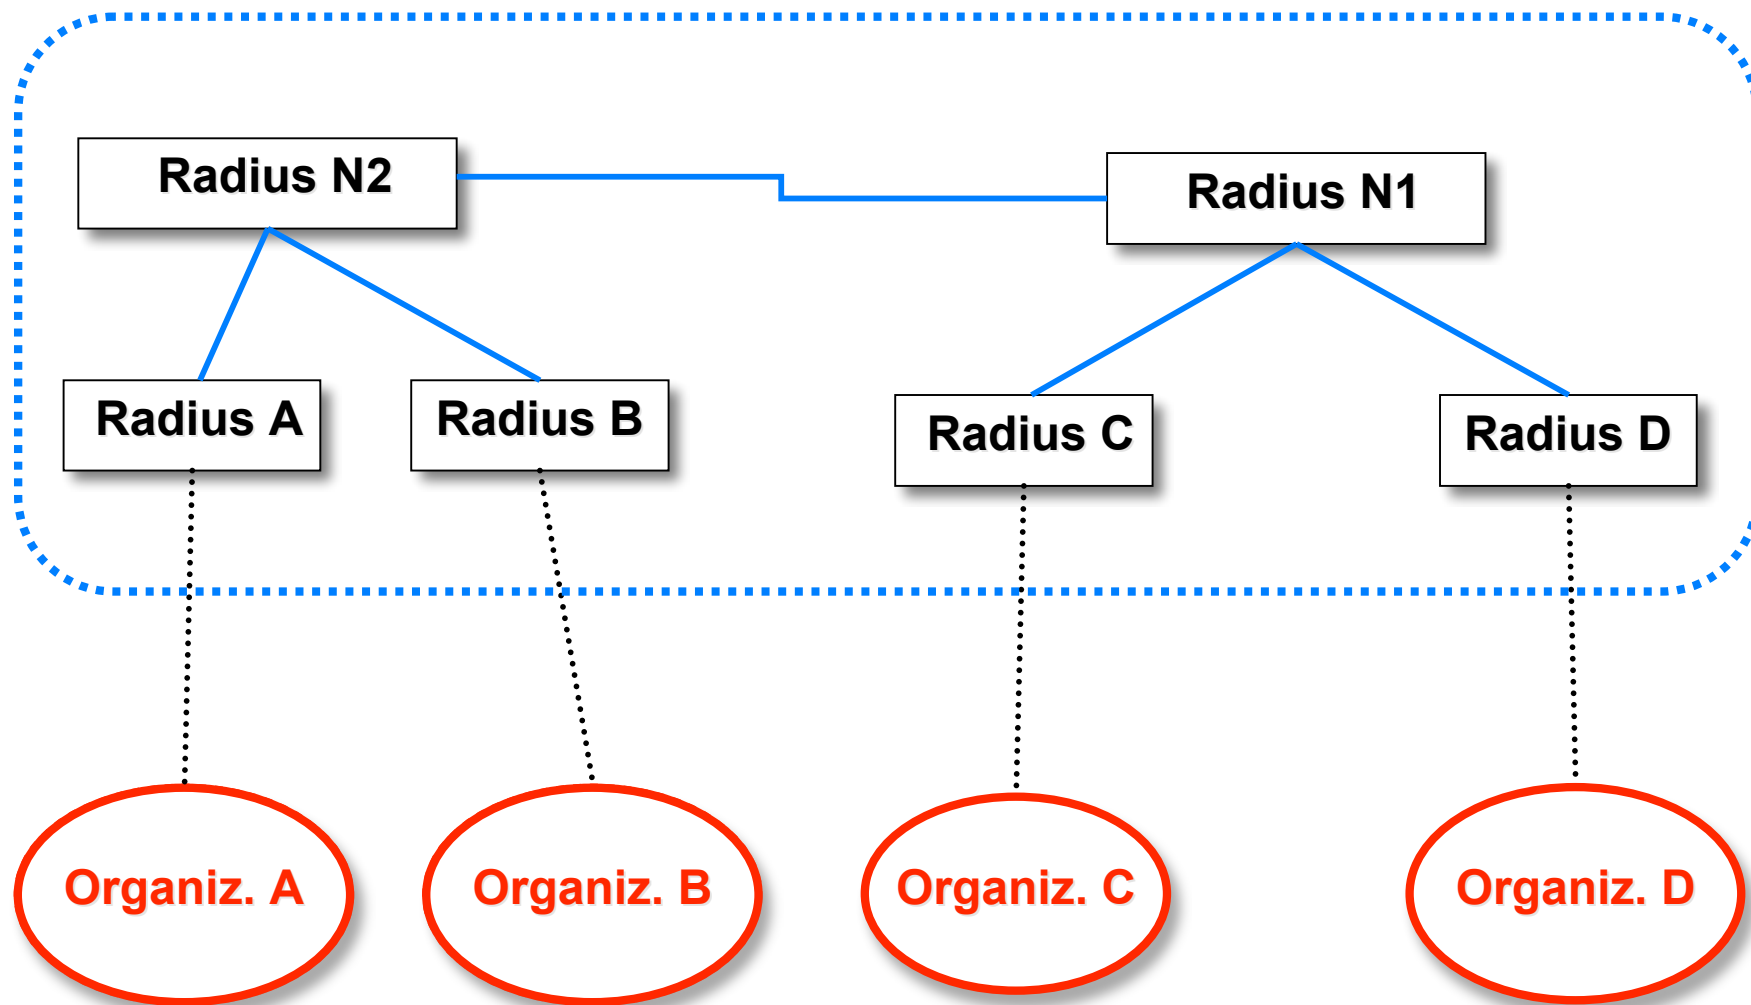 Radius N2
Radius N1
Radius A
Radius B
Radius C
Radius D
Organiz. A
Organiz. B
Organiz. C
Organiz. D